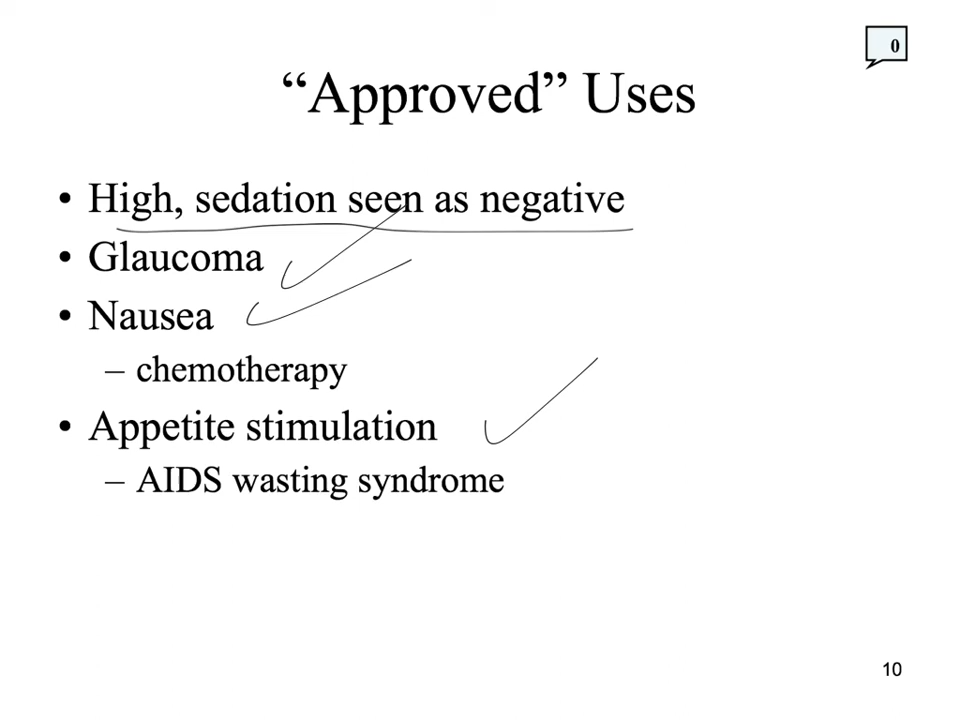 0
“Approved” Uses
• High, sedation seen as negative
• Glaucoma
• Nausea
– chemotherapy
• Appetite stimulation
– AIDS wasting syndrome
10